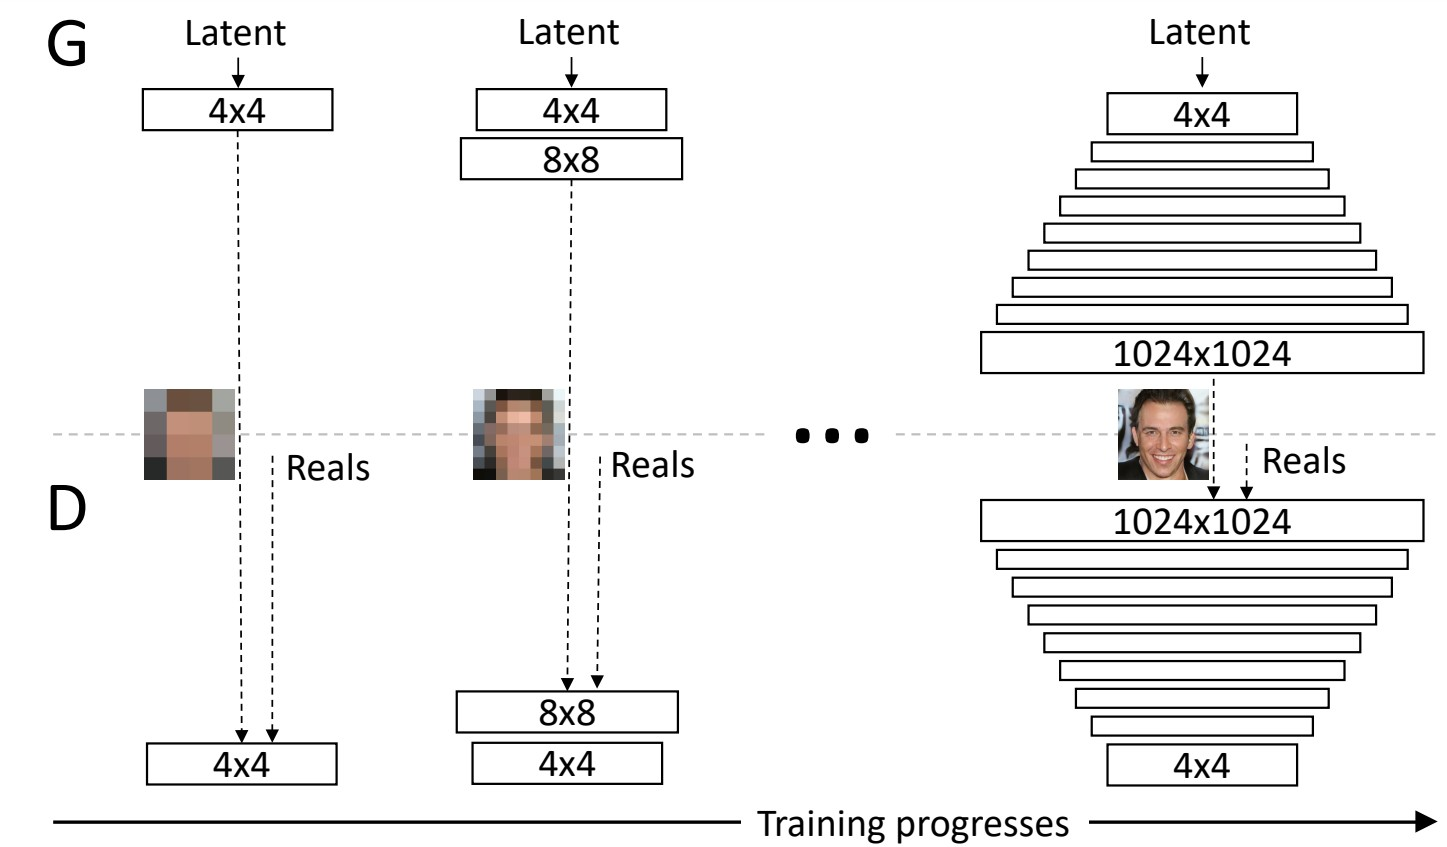 G
Latent
Latent
Latent
4x4
4x4
4x4
8x8
1024x1024
Reals
Reals
Reals
D
1024x1024
8x8
4x4
4x4
4x4
Training progresses